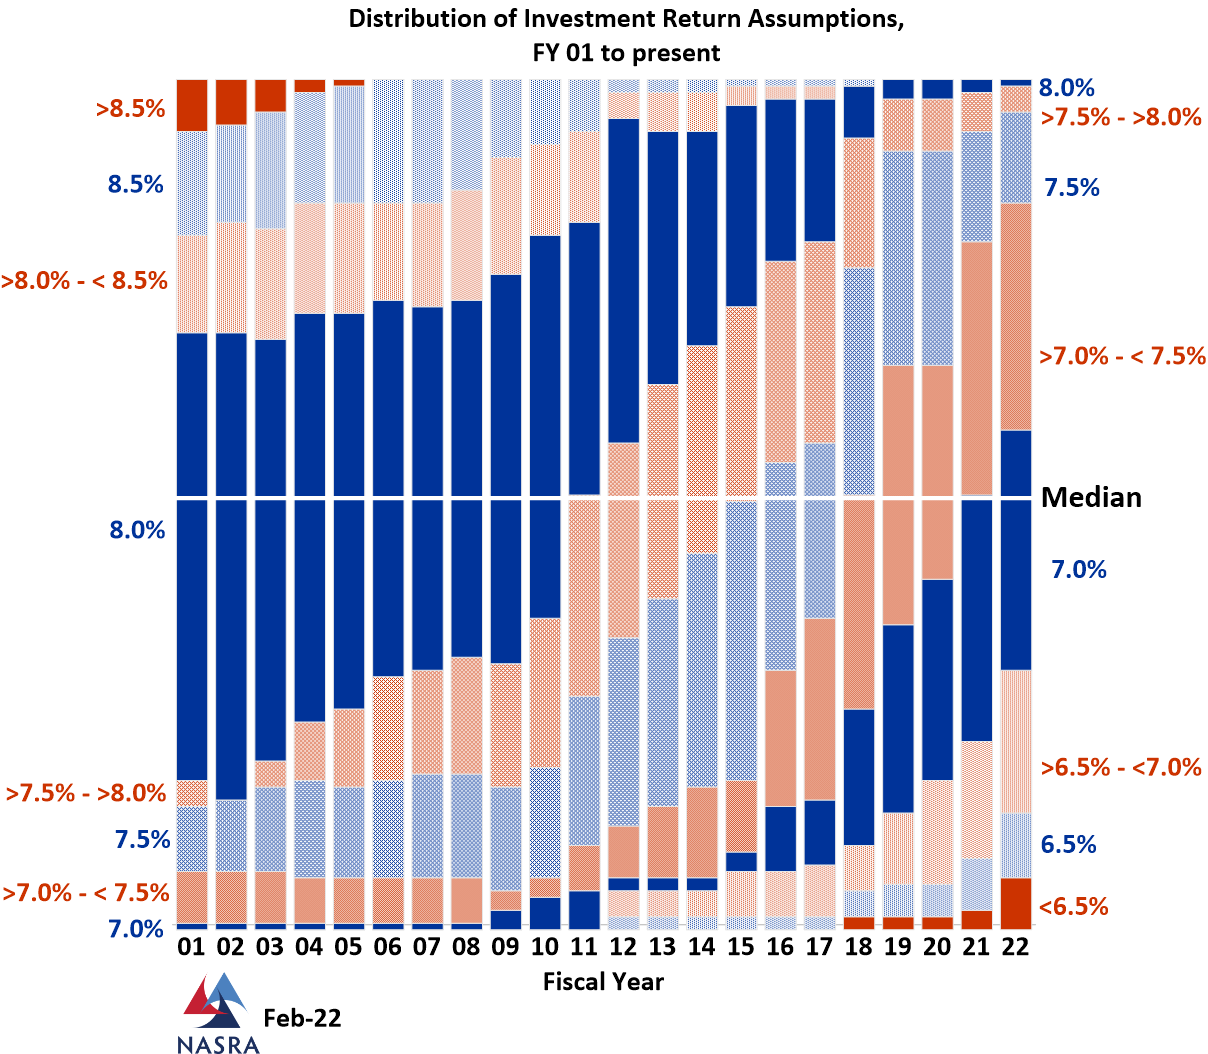 Distribution of Investment Return Assumptions,
FY 01 to present
>8.5%
8.5%
>8.0% - < 8.5%
8.0%
>7.5% - >8.0%
7.5%
>7.0% - < 7.5%
7.0%
8.0%
>7.5% - >8.0%
7.5%
>7.0% - < 7.5%
Median
7.0%
>6.5% - <7.0%
6.5%
<6.5%
01 02 03 04 05 06 07 08 09 10 11 12 13 14 15 16 17 18 19 20 21 22
Fiscal Year
Feb-22
NASRA